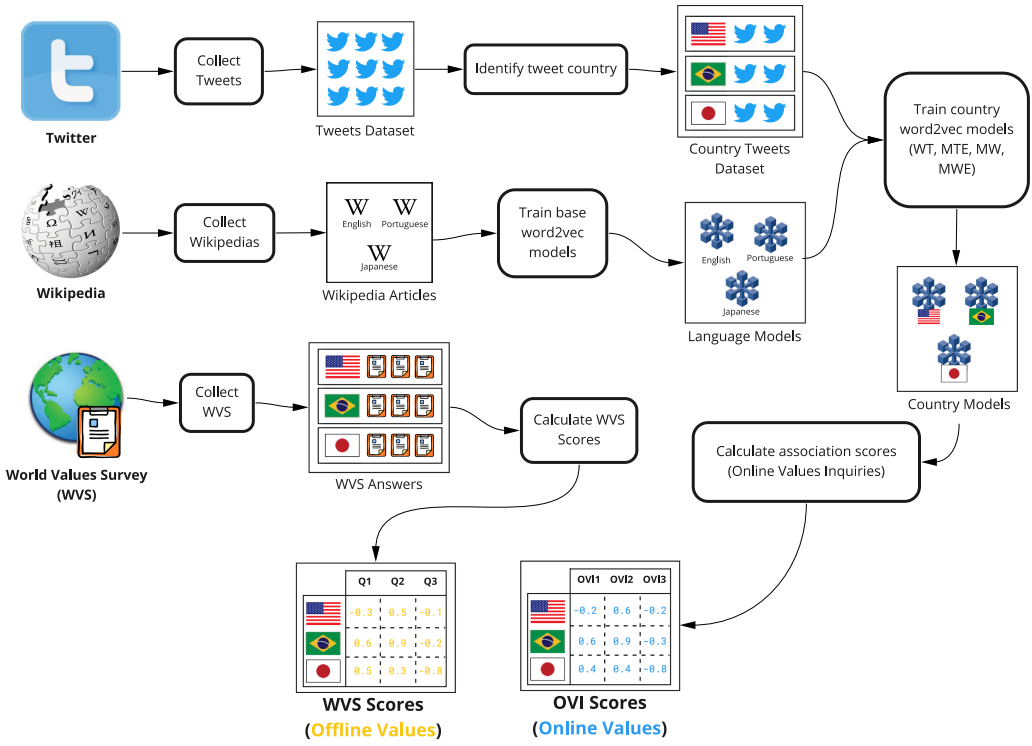 t
Twitter
Collect
Tweets
Tweets Dataset
Identify tweet country
Country Tweets
Dataset
Train country
word2vec models
(WT, MTE, MW,
MWE)
Wikipedia
Collect
Wikipedias
W
English
W
Portuguese
W
Japanese
Wikipedia Articles
Train base
word2vec
models
English
Portuguese
Japanese
Language Models
Country Models
World Values Survey
(WVS)
Collect
WVS
WVS Answers
Calculate WVS
Scores
Calculate association scores
(Online Values Inquiries)
Q1 Q2 Q3
-0.3 0.5 -0.1
0.6 0.9 -0.2
0.5 0.3 -0.8
WVS Scores
(Offline Values)
OVI1 OVI2 OVI3
-0.2 0.6 -0.2
0.6 0.9 -0.3
0.4 0.4 -0.8
OVI Scores
(Online Values)